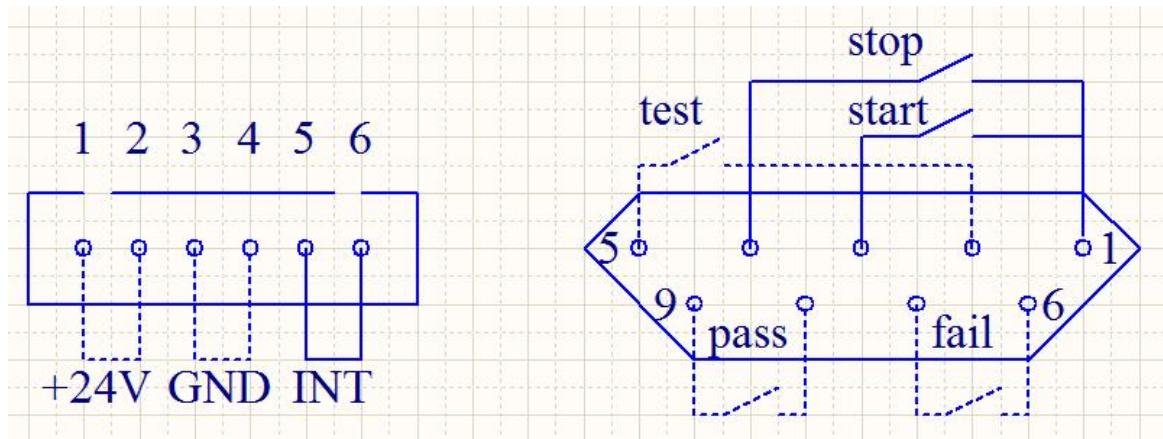 stop
test
start
1 2 3 4 5 6
5
1
9
6
pass
fail
+24V GND INT